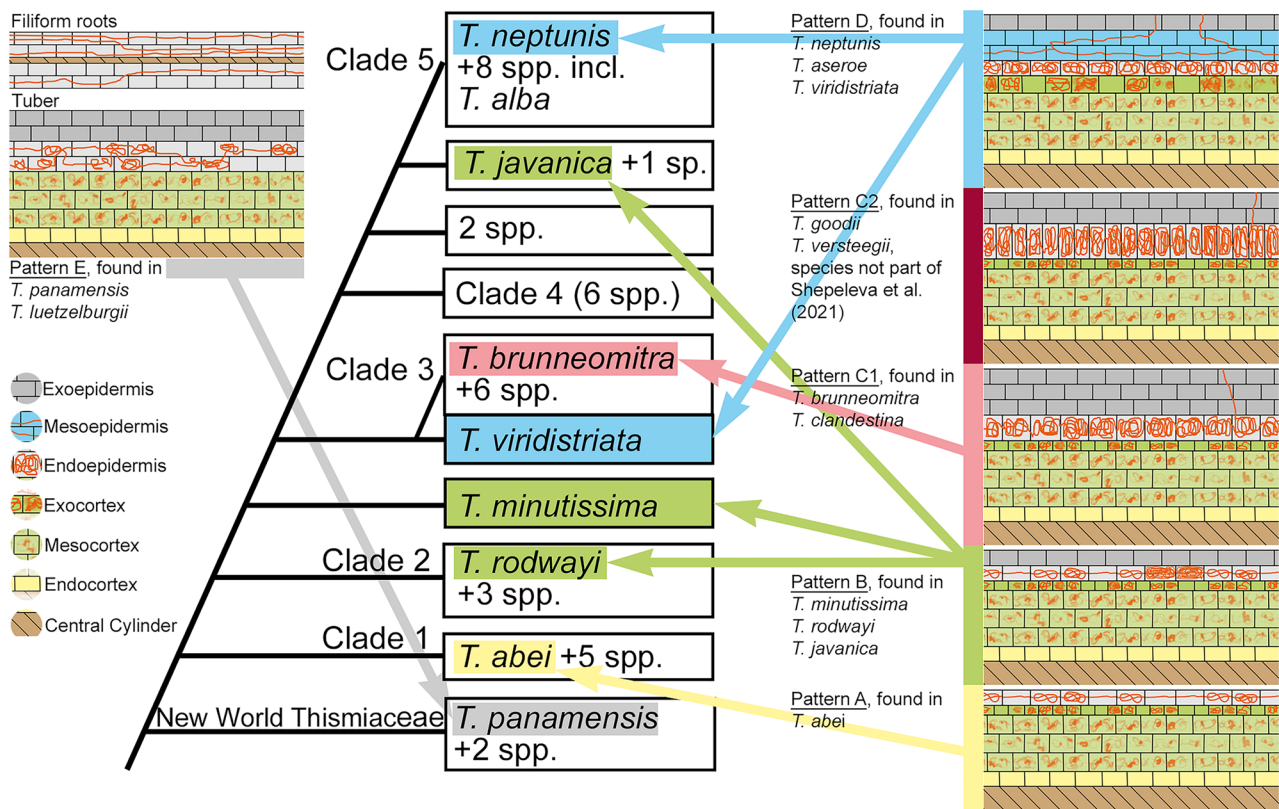 Filiform roots
Tuber
Pattern E, found in
T. panamensis
T. luetzelburgii
Exoepidermis
Mesoepidermis
Endoepidermis
Exocortex
Mesocortex
Endocortex
Central Cylinder
Clade 5
T. neptunis
+8 spp. incl.
T. alba
T. javanica +1 sp.
2 spp.
Clade 4 (6 spp.)
Clade 3
T. brunneomitra
+6 spp.
T. viridistriata
T. minutissima
Clade 2
T. rodwayi
+3 spp.
Clade 1
T. abei +5 spp.
New World Thismiaceae
T. panamensis
+2 spp.
Pattern D, found in
T. neptunis
T. aseroe
T. viridistriata
Pattern C2, found in
T. goodii
T. versteegii,
species not part of
Shepeleva et al.
(2021)
Pattern C1, found in
T. brunneomitra
T. clandestina
Pattern B, found in
T. minutissima
T. rodwayi
T. javanica
Pattern A, found in
T. abei